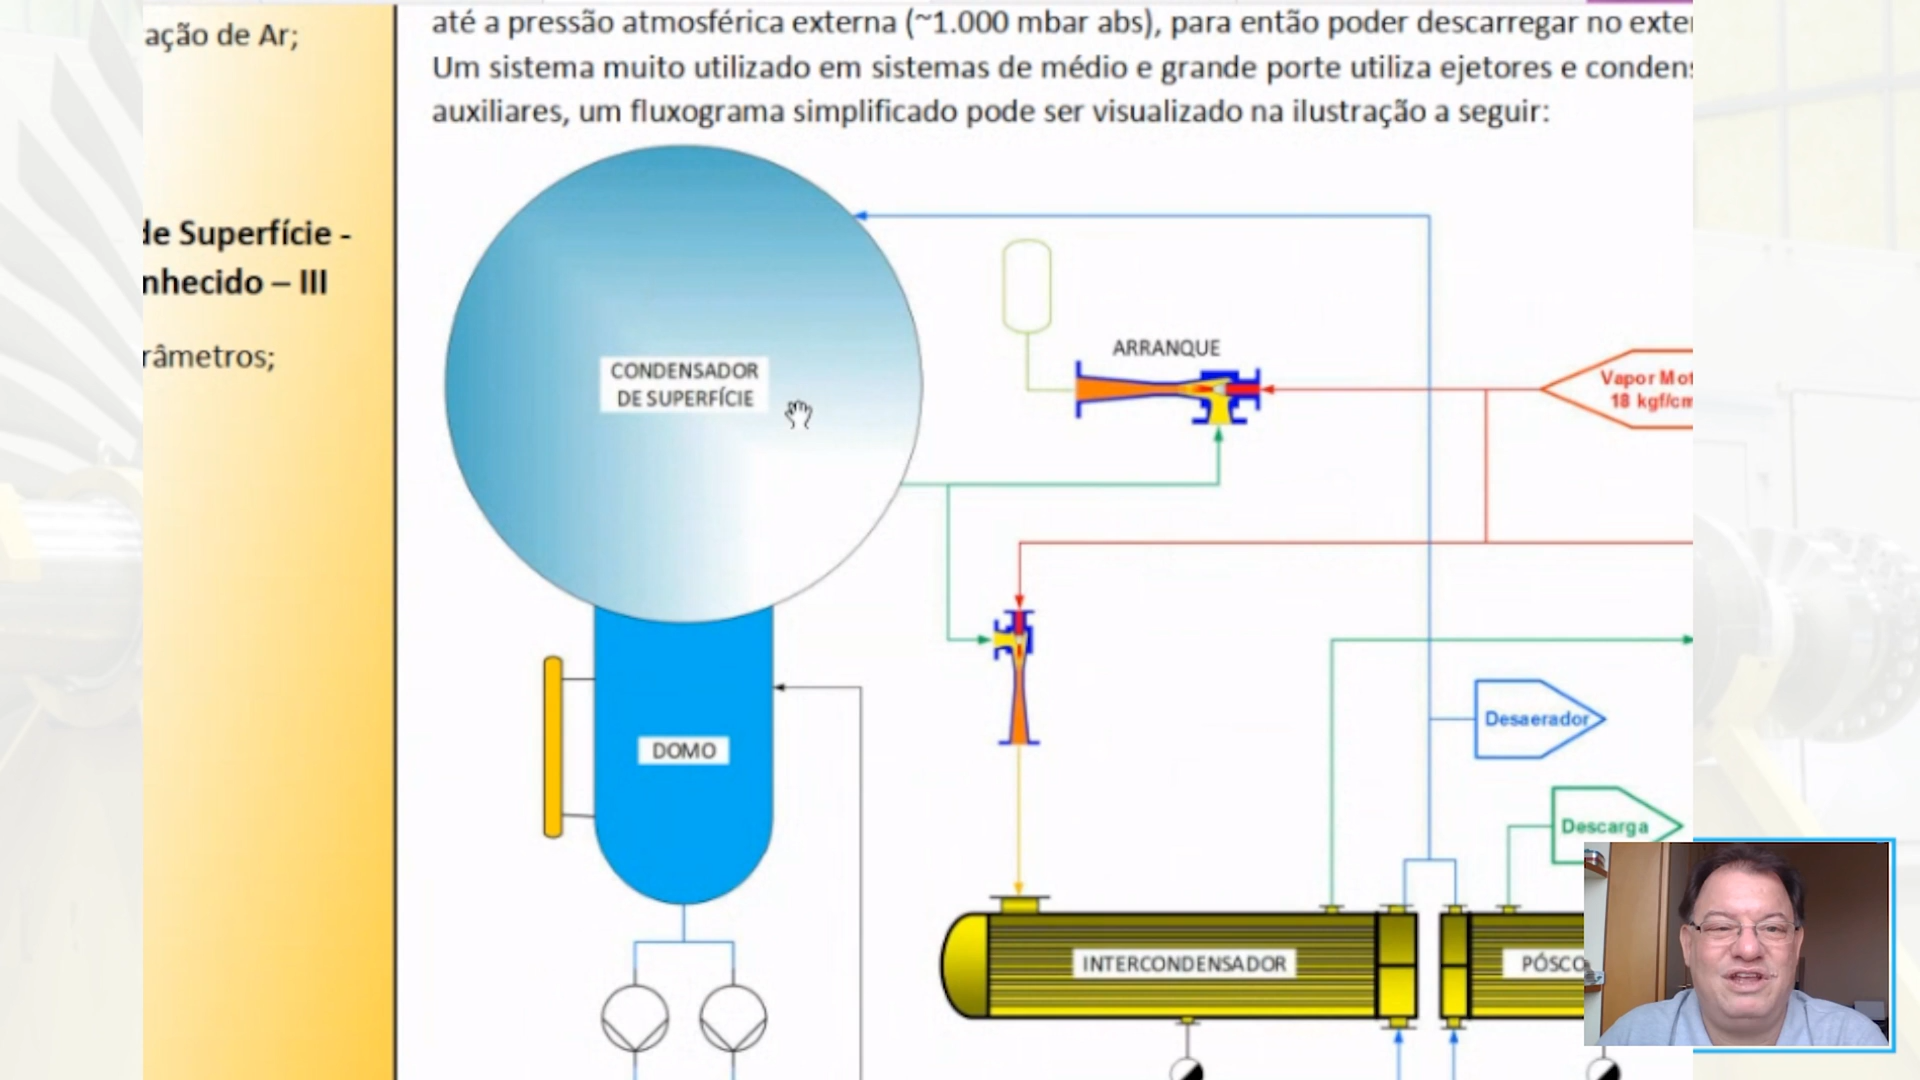 ação de Ar;
de Superfície -
nhecido – III
râmetros;
até a pressão atmosférica externa (~1.000 mbar abs), para então poder descarregar no exte
Um sistema muito utilizado em sistemas de médio e grande porte utiliza ejetores e condens
auxiliares, um fluxograma simplificado pode ser visualizado na ilustração a seguir:
ARRANQUE
CONDENSADOR
DE SUPERFÍCIE
Vapor Mot
18 kgf/cm
DOMO
Desaerador
Descarga
INTERCONDENSADOR
PÓSCO